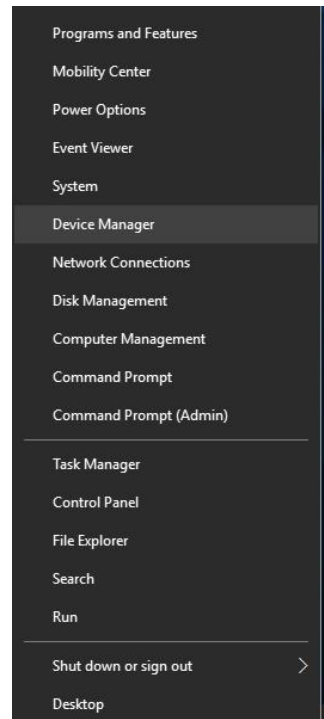 Programs and Features
Mobility Center
Power Options
Event Viewer
System
Device Manager
Network Connections
Disk Management
Computer Management
Command Prompt
Command Prompt (Admin)
Task Manager
Control Panel
File Explorer
Search
Run
Shut down or sign out
Desktop